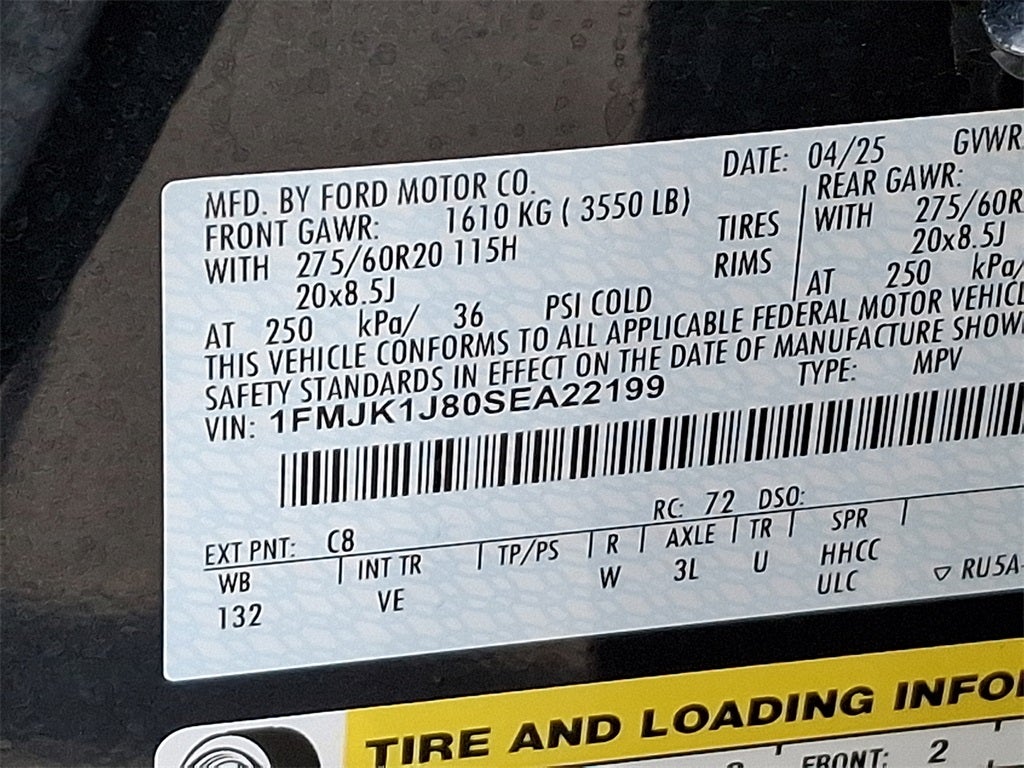 MFD. BY FORD MOTOR CO. DATE: 04/25 GVWR
FRONT GAWR: 1610 KG ( 3550 LB) REAR GAWR:
WITH 275/60R20 115H TIRES WITH 275/60R
20x8.5J RIMS 20x8.5J
AT 250 kPa/ 36 PSI COLD AT 250 kPa/
THIS VEHICLE CONFORMS TO ALL APPLICABLE FEDERAL MOTOR VEHICL
SAFETY STANDARDS IN EFFECT ON THE DATE OF MANUFACTURE SHOW
VIN: 1FMJK1J80SEA22199 TYPE: MPV
EXT PNT: C8 RC: 72 DSO:
WB INT TR TP/PS R AXLE TR SPR
132 VE W 3L U HHCC
ULC ▽ RU5A-
TIRE AND LOADING INFO
FRONT: 2